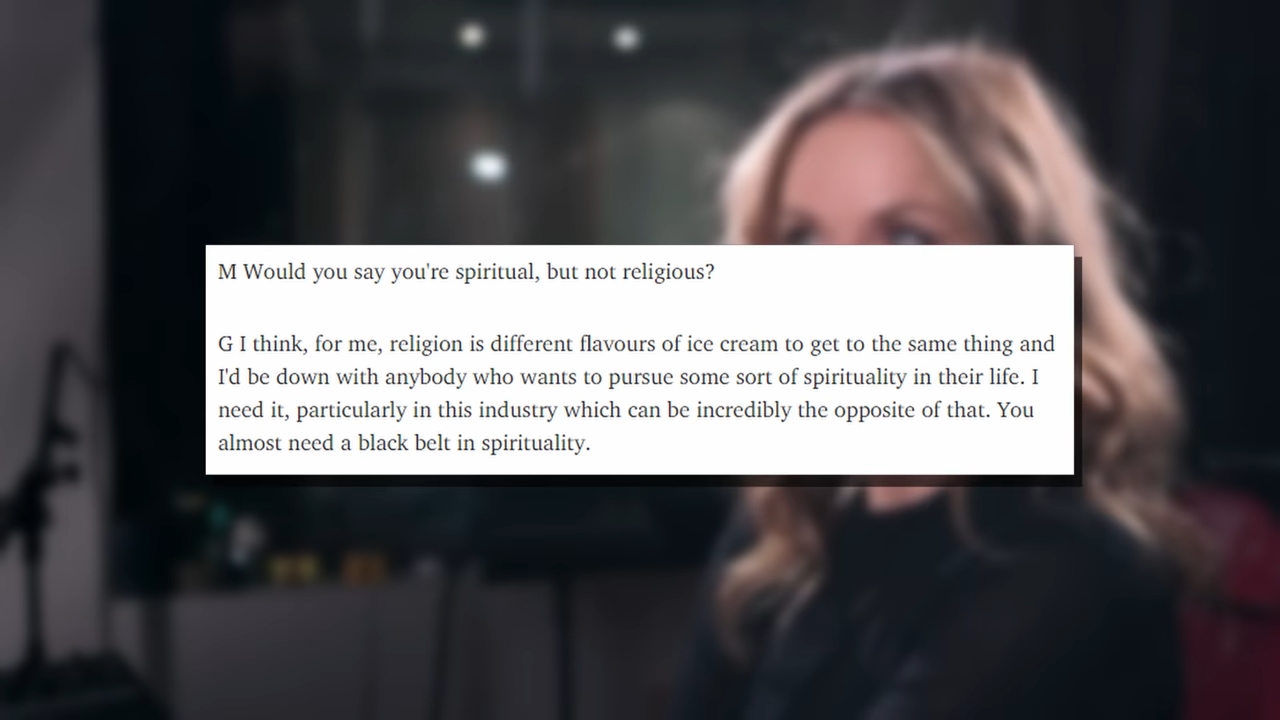 M Would you say you're spiritual, but not religious?
G I think, for me, religion is different flavours of ice cream to get to the same thing and
I'd be down with anybody who wants to pursue some sort of spirituality in their life. I
need it, particularly in this industry which can be incredibly the opposite of that. You
almost need a black belt in spirituality.